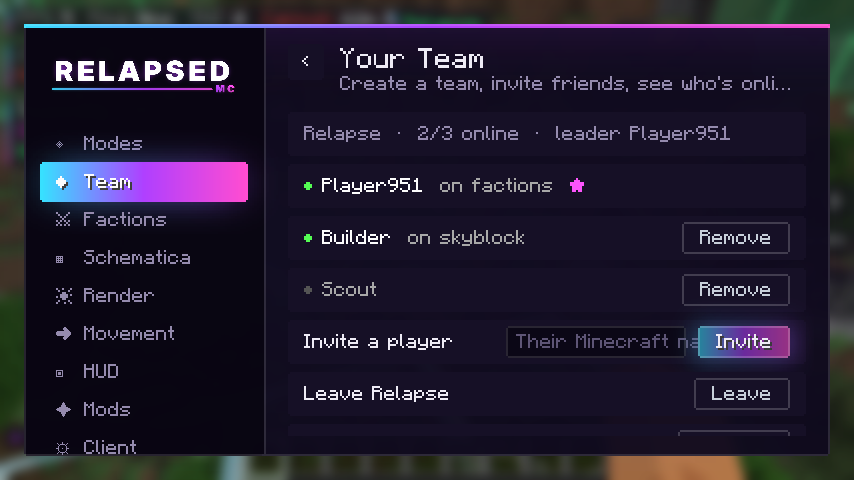 RELAPSED
MC
Modes
Team
Factions
Schematica
Render
Movement
HUD
Mods
Client
Your Team
Create a team, invite friends, see who's onli...
Relapse · 2/3 online · leader Player951
Player951 on factions
Builder on skyblock
Remove
Scout
Remove
Invite a player
Their Minecraft na
Invite
Leave Relapse
Leave